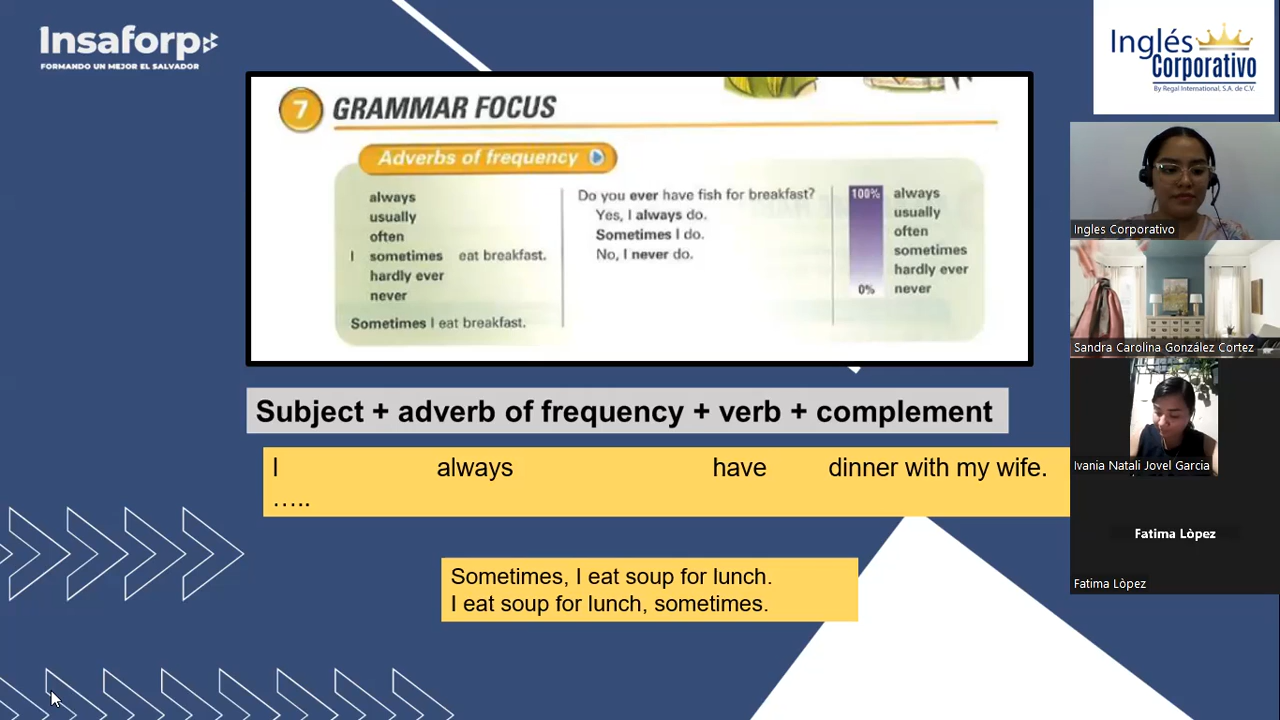 Insaforp
FORMANDO UN MEJOR EL SALVADOR
Inglés
Corporativo
By Regal International, S.A. de C.V.
7 GRAMMAR FOCUS
Adverbs of frequency
always
usually
often
I sometimes eat breakfast.
hardly ever
never
Sometimes I eat breakfast.
Do you ever have fish for breakfast?
Yes, I always do.
Sometimes I do.
No, I never do.
100% always
usually
often
sometimes
hardly ever
0% never
Subject + adverb of frequency + verb + complement
I always have dinner with my wife.
…..
Sometimes, I eat soup for lunch.
I eat soup for lunch, sometimes.
Ingles Corporativo
Sandra Carolina González Cortez
Ivania Natali Jovel Garcia
Fatima Lòpez
Fatima Lòpez